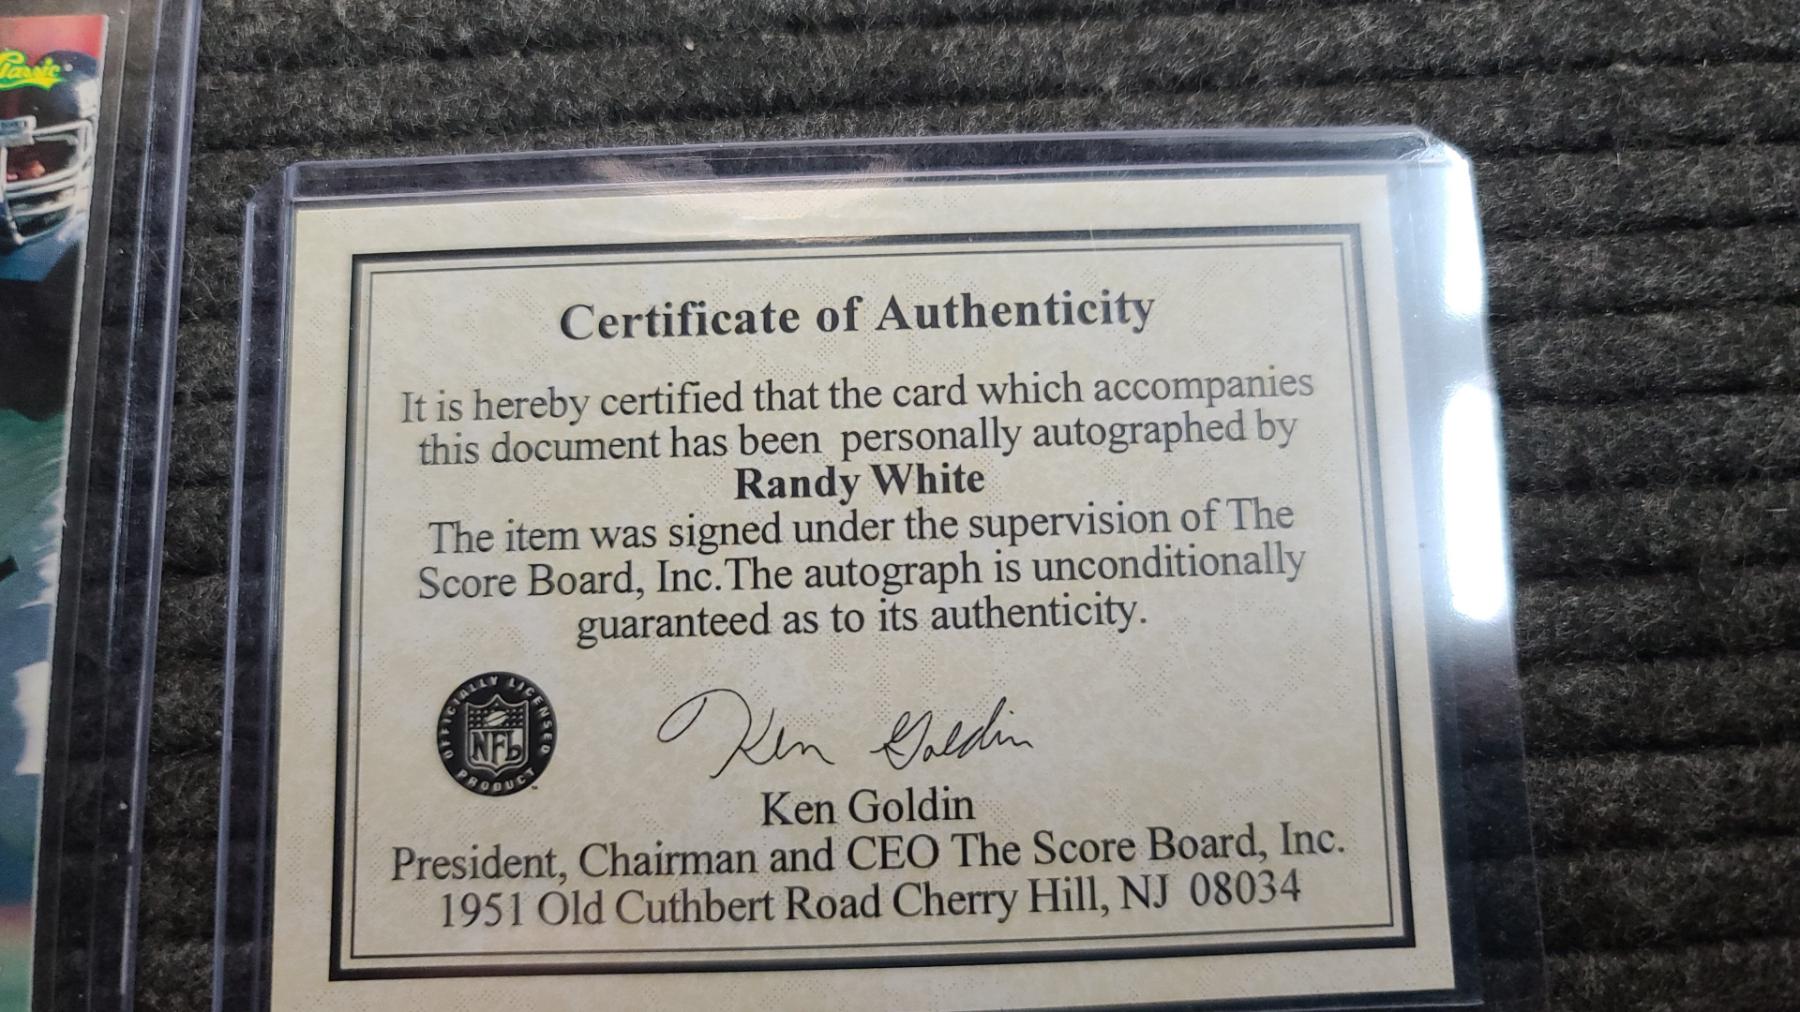 Classic
Certificate of Authenticity
It is hereby certified that the card which accompanies
this document has been personally autographed by
Randy White
The item was signed under the supervision of The
Score Board, Inc.The autograph is unconditionally
guaranteed as to its authenticity.
OFFICIALLY LICENSED
NFL
PRODUCT
Ken Goldin
Ken Goldin
President, Chairman and CEO The Score Board, Inc.
1951 Old Cuthbert Road Cherry Hill, NJ 08034